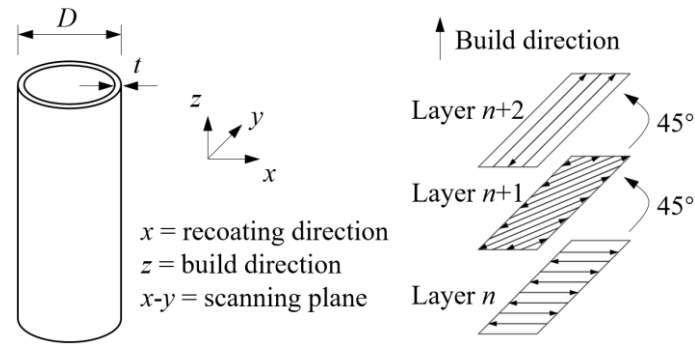 D
t
z
y
x
x = recoating direction
z = build direction
x-y = scanning plane
Build direction
Layer n+2
45°
Layer n+1
45°
Layer n